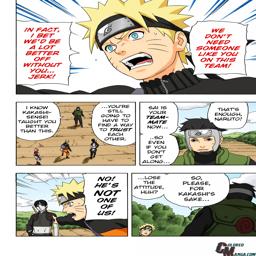 WE
DON'T
NEED
SOMEONE
LIKE YOU
ON THIS
TEAM!
IN FACT,
I BET
WE'D BE
A LOT
BETTER
OFF
WITHOUT
YOU...
JERK!
THAT'S
ENOUGH,
NARUTO!
SAI IS
YOUR
TEAM-
MATE
NOW...
...SO
EVEN IF
YOU DON'T
GET
ALONG...
...YOU'RE
STILL
GOING TO
HAVE TO
FIND A WAY
TO TRUST
EACH
OTHER.
I KNOW
KAKASHI-
SENSEI
TAUGHT YOU
BETTER
THAN THIS.
SO,
PLEASE,
FOR
KAKASHI'S
SAKE...
...LOSE
THE
ATTITUDE,
HUH?
NO!
HE'S
NOT
ONE
OF
US!
COLORED
MANGA.COM